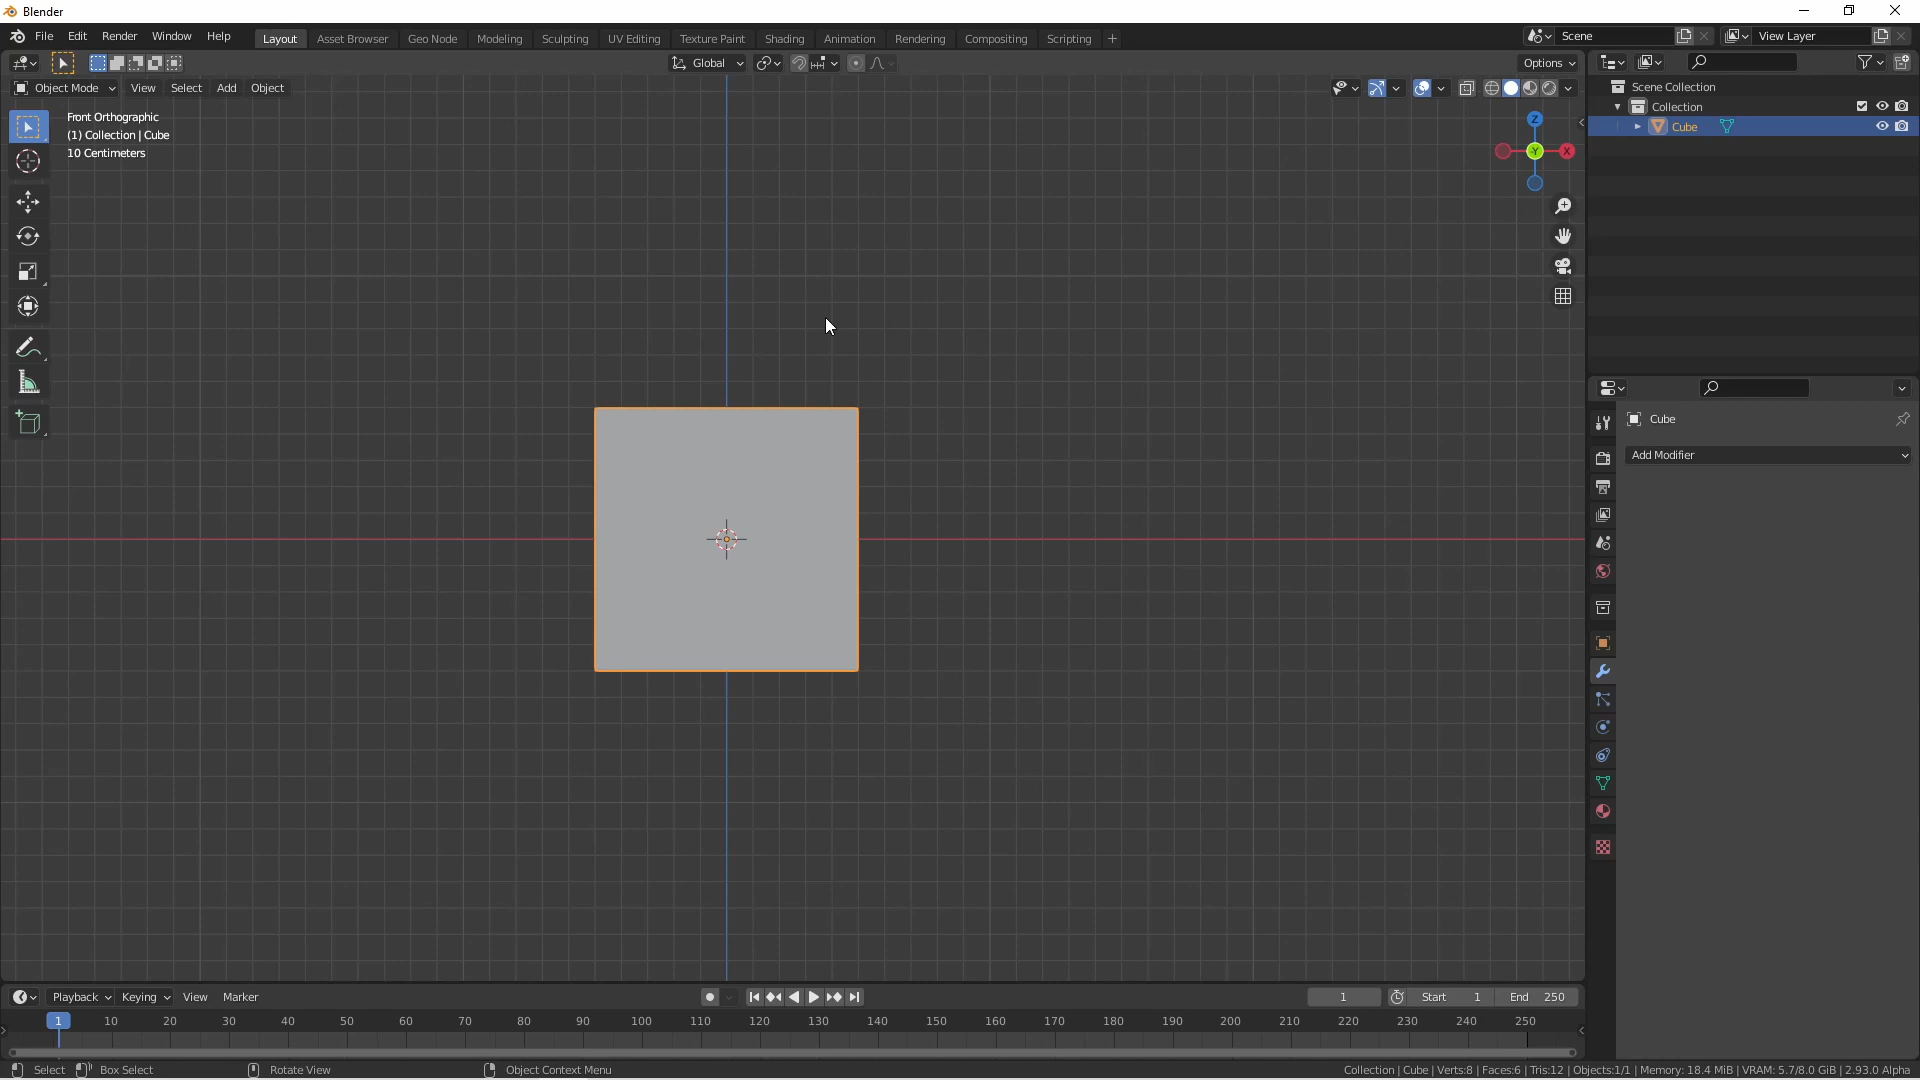 Blender
File Edit Render Window Help Layout Asset Browser Geo Node Modeling Sculpting UV Editing Texture Paint Shading Animation Rendering Compositing Scripting + Scene View Layer
Global Options
Object Mode View Select Add Object
Front Orthographic
(1) Collection | Cube
10 Centimeters
Z
Y X
Scene Collection
Collection
Cube
Cube
Add Modifier
Playback Keying View Marker 1 Start 1 End 250
1 10 20 30 40 50 60 70 80 90 100 110 120 130 140 150 160 170 180 190 200 210 220 230 240 250
Select Box Select Rotate View Object Context Menu Collection | Cube | Verts:8 | Faces:6 | Tris:12 | Objects:1/1 | Memory: 18.4 MiB | VRAM: 5.7/8.0 GiB | 2.93.0 Alpha